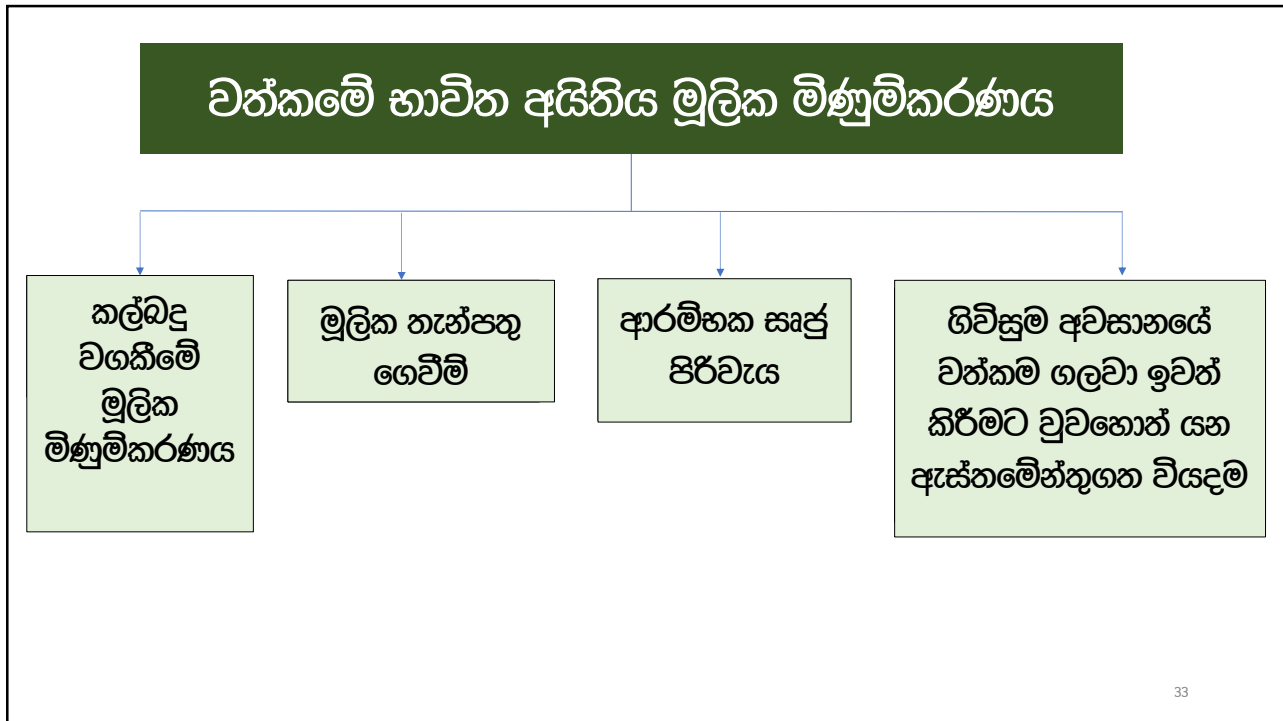 වත්කමේ භාවිත අයිතිය මූලික මිණුම්කරණය
කල්බදු
වගකීමේ
මූලික
මිණුම්කරණය
මූලික තැන්පතු
ගෙවීම්
ආරම්භක සෘජු
පිරිවැය
ගිවිසුම අවසානයේ
වත්කම ගලවා ඉවත්
කිරීමට වුවහොත් යන
ඇස්තමේන්තුගත වියදම
33